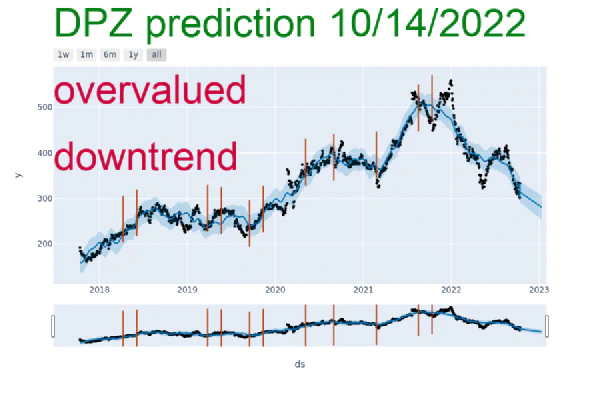 DPZ prediction 10/14/2022
1w 1m 6m 1y all
overvalued
downtrend
500
400
300
200
y
2018 2019 2020 2021 2022 2023
ds